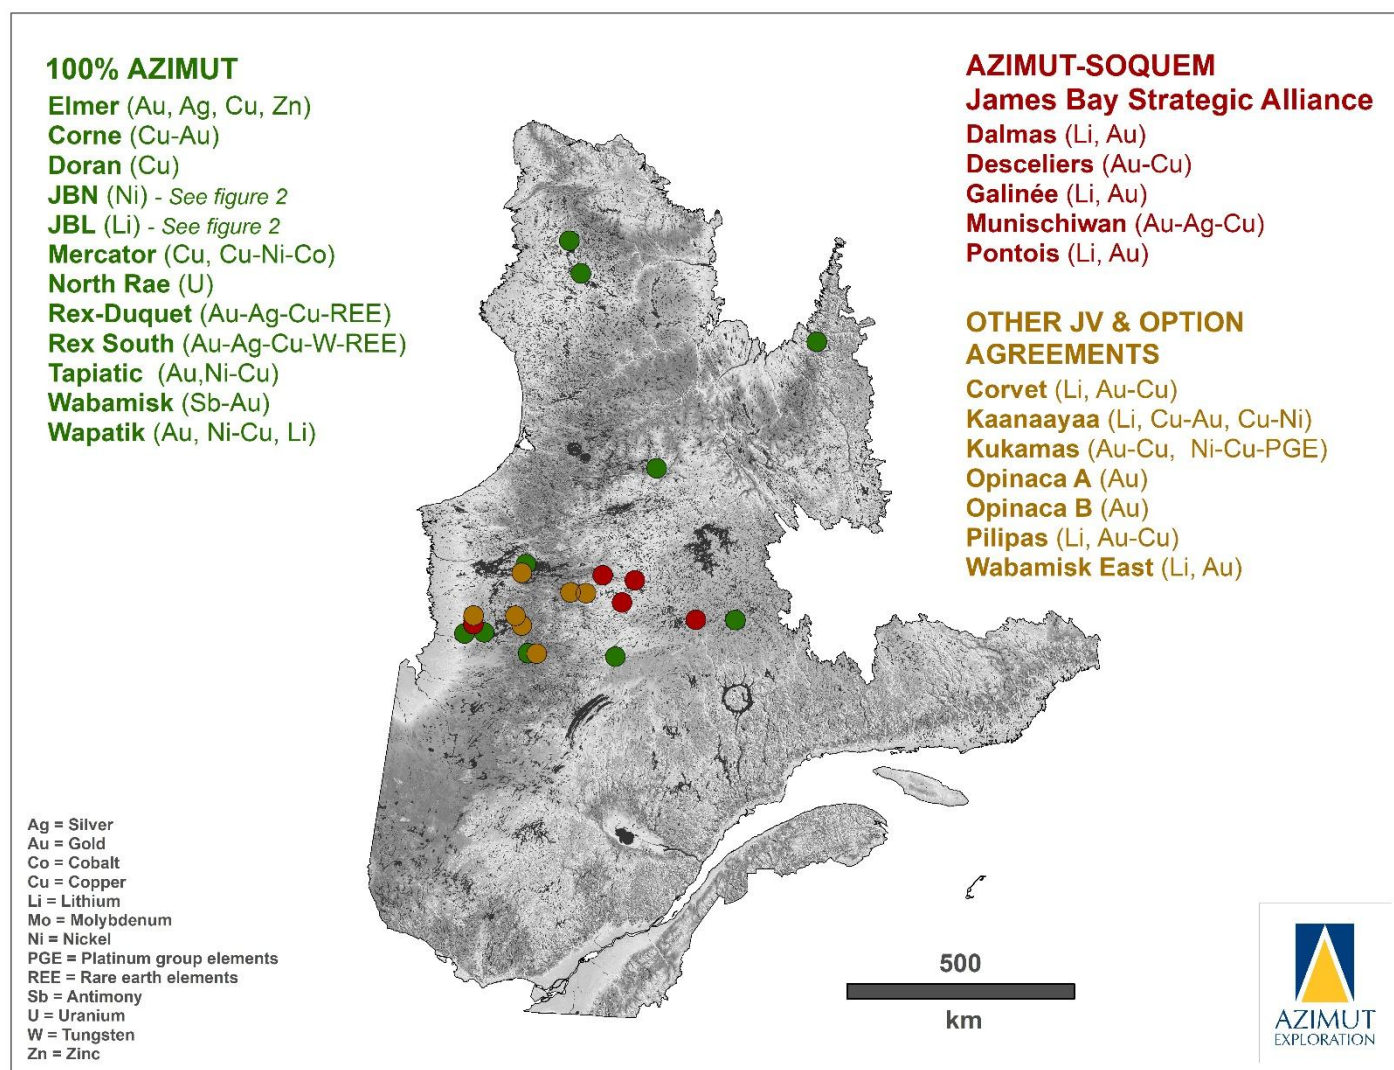 100% AZIMUT
Elmer (Au, Ag, Cu, Zn)
Corne (Cu-Au)
Doran (Cu)
JBN (Ni) - See figure 2
JBL (Li) - See figure 2
Mercator (Cu, Cu-Ni-Co)
North Rae (U)
Rex-Duquet (Au-Ag-Cu-REE)
Rex South (Au-Ag-Cu-W-REE)
Tapiatic (Au,Ni-Cu)
Wabamisk (Sb-Au)
Wapatik (Au, Ni-Cu, Li)
AZIMUT-SOQUEM
James Bay Strategic Alliance
Dalmas (Li, Au)
Desceliers (Au-Cu)
Galinée (Li, Au)
Munischiwan (Au-Ag-Cu)
Pontois (Li, Au)
OTHER JV & OPTION
AGREEMENTS
Corvet (Li, Au-Cu)
Kaanaayaa (Li, Cu-Au, Cu-Ni)
Kukamas (Au-Cu, Ni-Cu-PGE)
Opinaca A (Au)
Opinaca B (Au)
Pilipas (Li, Au-Cu)
Wabamisk East (Li, Au)
Ag = Silver
Au = Gold
Co = Cobalt
Cu = Copper
Li = Lithium
Mo = Molybdenum
Ni = Nickel
PGE = Platinum group elements
REE = Rare earth elements
Sb = Antimony
U = Uranium
W = Tungsten
Zn = Zinc
500
km
AZIMUT
EXPLORATION